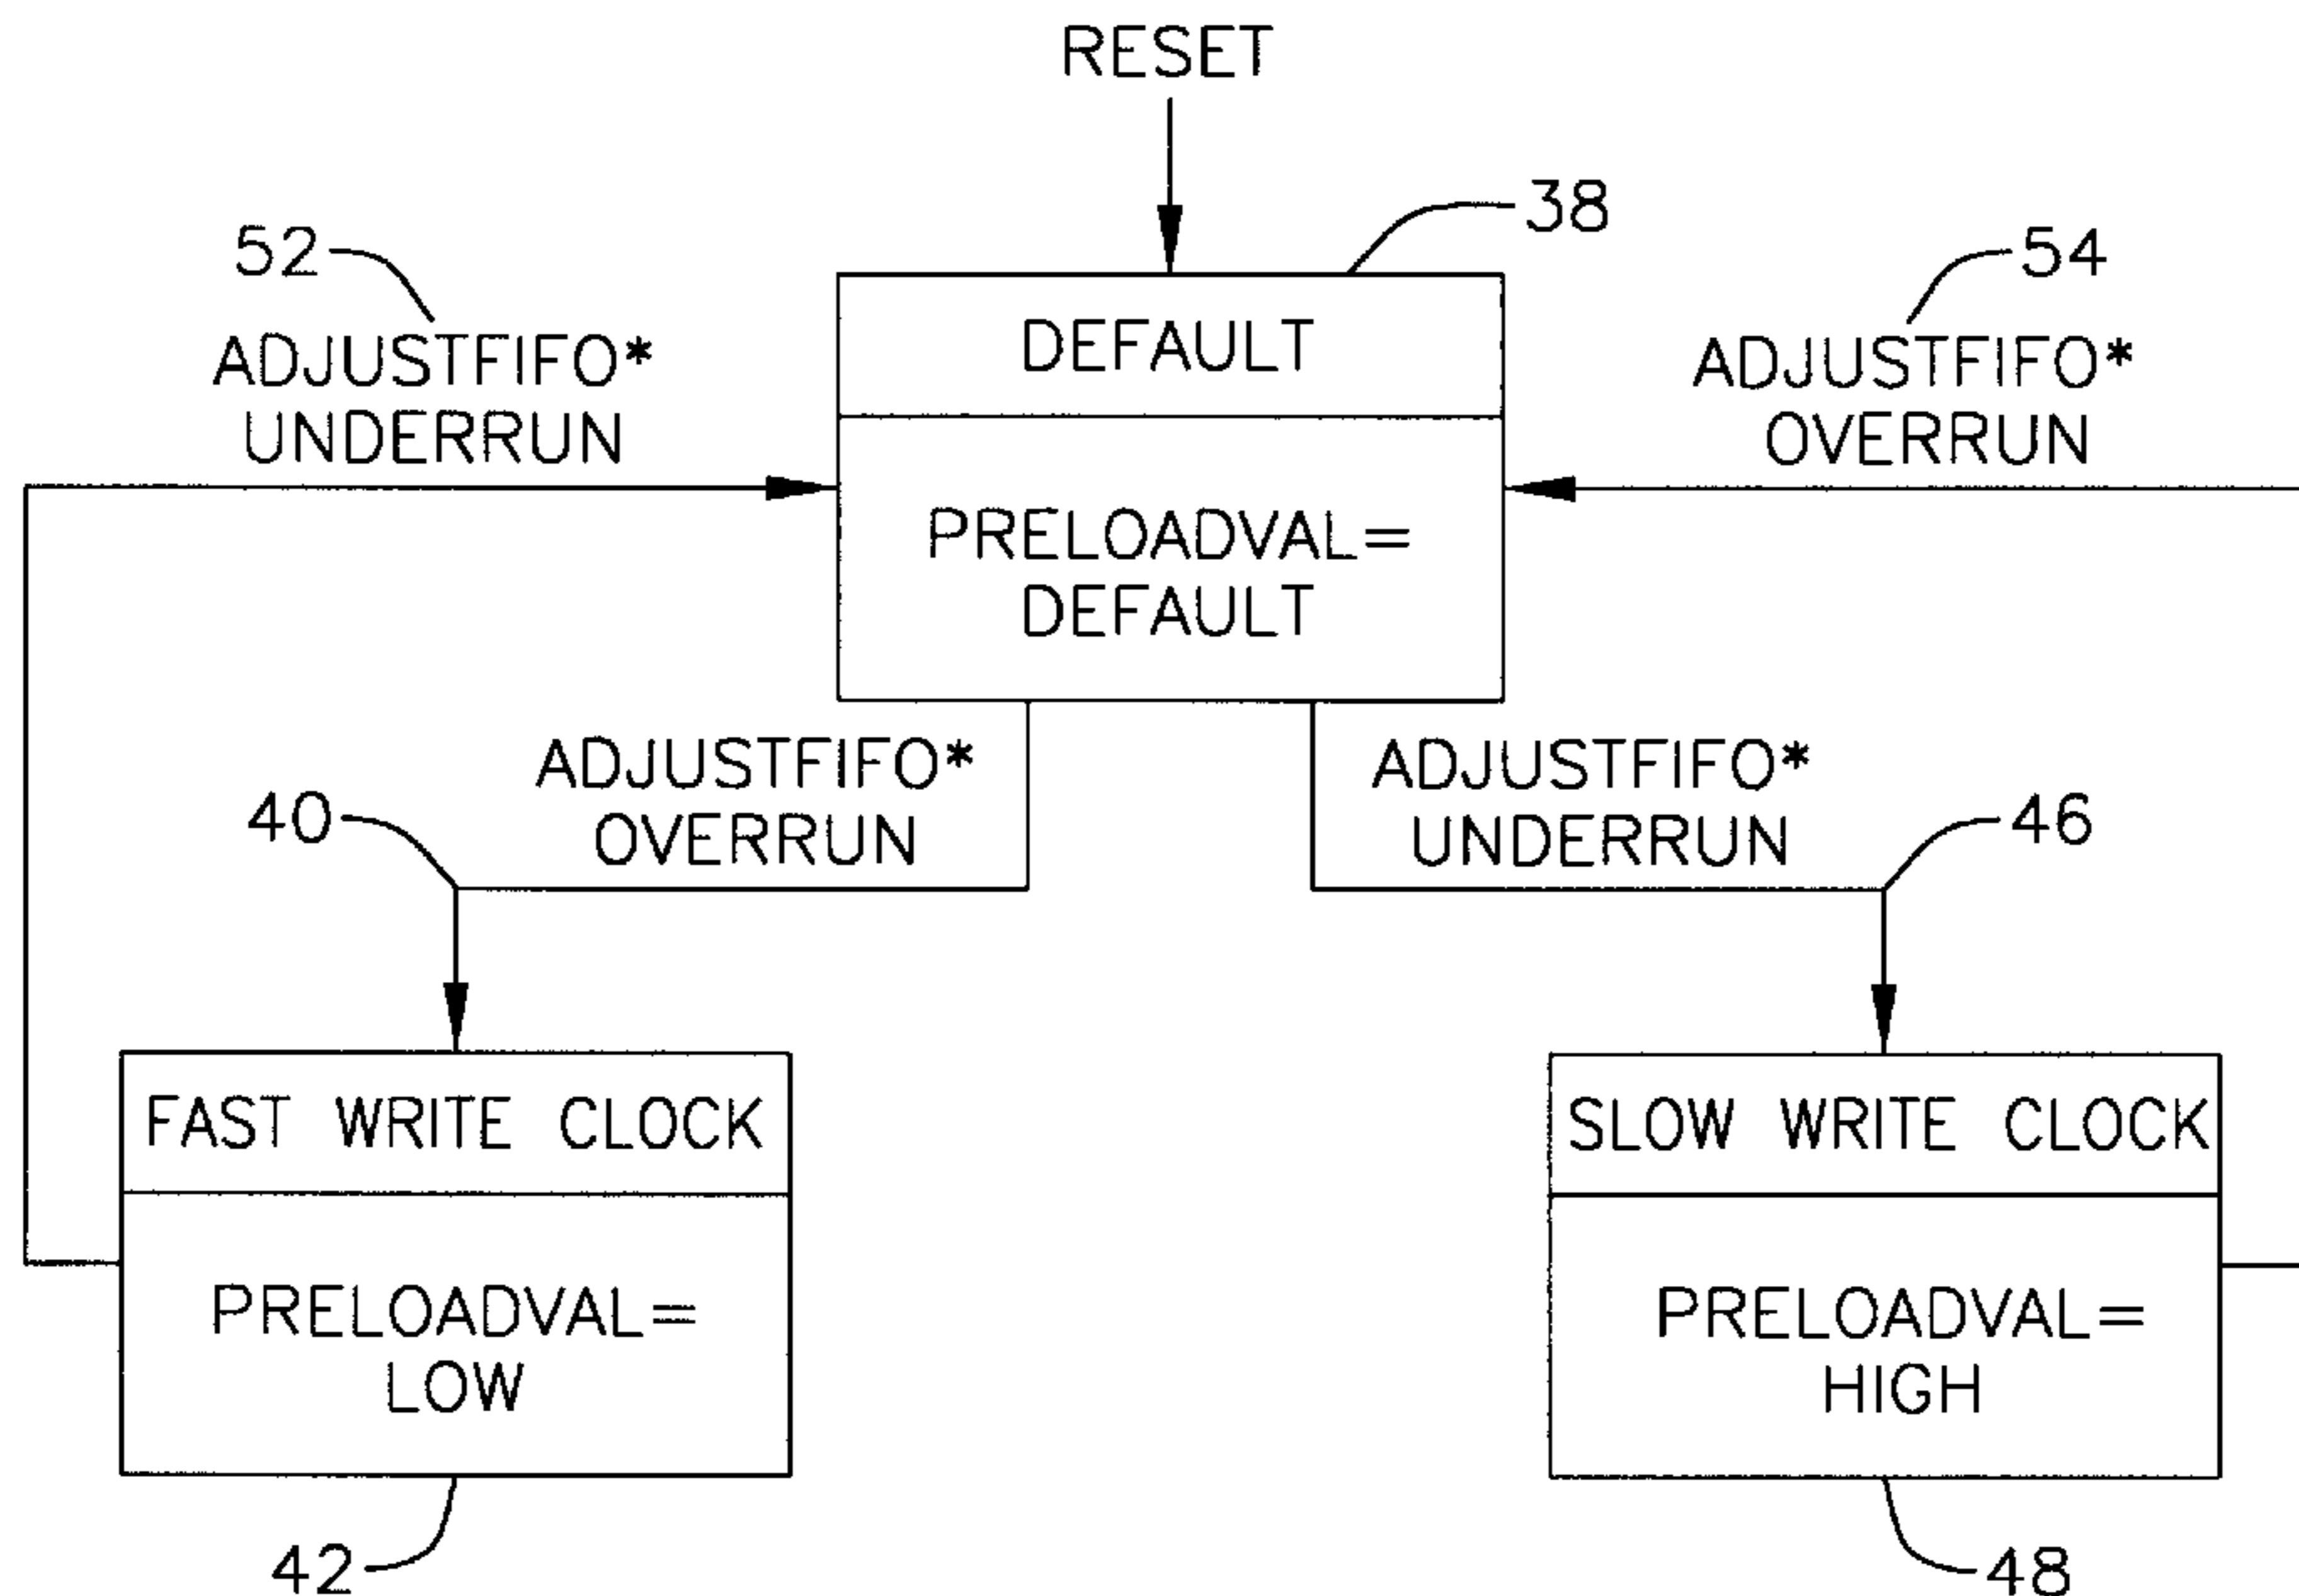 RESET
38
52
54
ADJUSTFIFO*
UNDERRUN
DEFAULT
ADJUSTFIFO*
OVERRUN
PRELOADVAL=
DEFAULT
40
ADJUSTFIFO*
OVERRUN
ADJUSTFIFO*
UNDERRUN
46
FAST WRITE CLOCK
PRELOADVAL=
LOW
42
SLOW WRITE CLOCK
PRELOADVAL=
HIGH
48